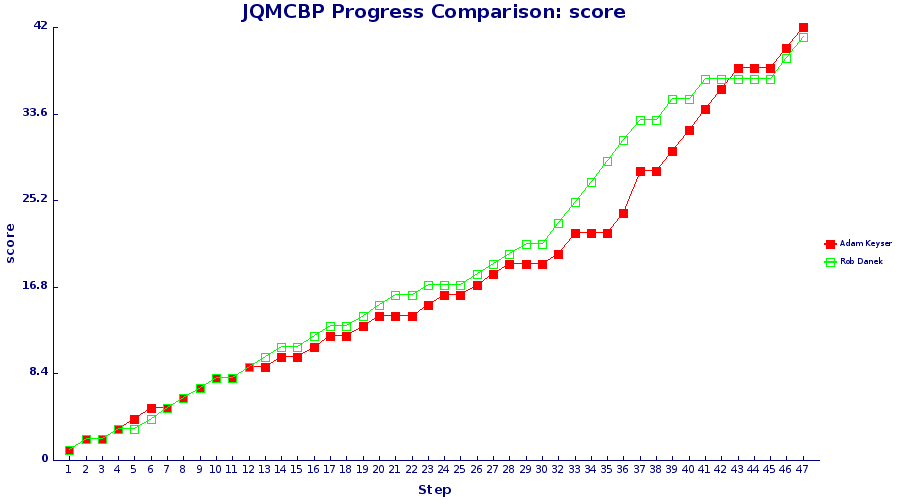 JQMCBP Progress Comparison: score
42
33.6
25.2
16.8
8.4
0
score
1 2 3 4 5 6 7 8 9 10 11 12 13 14 15 16 17 18 19 20 21 22 23 24 25 26 27 28 29 30 31 32 33 34 35 36 37 38 39 40 41 42 43 44 45 46 47
Step
Adam Keyser
Rob Danek